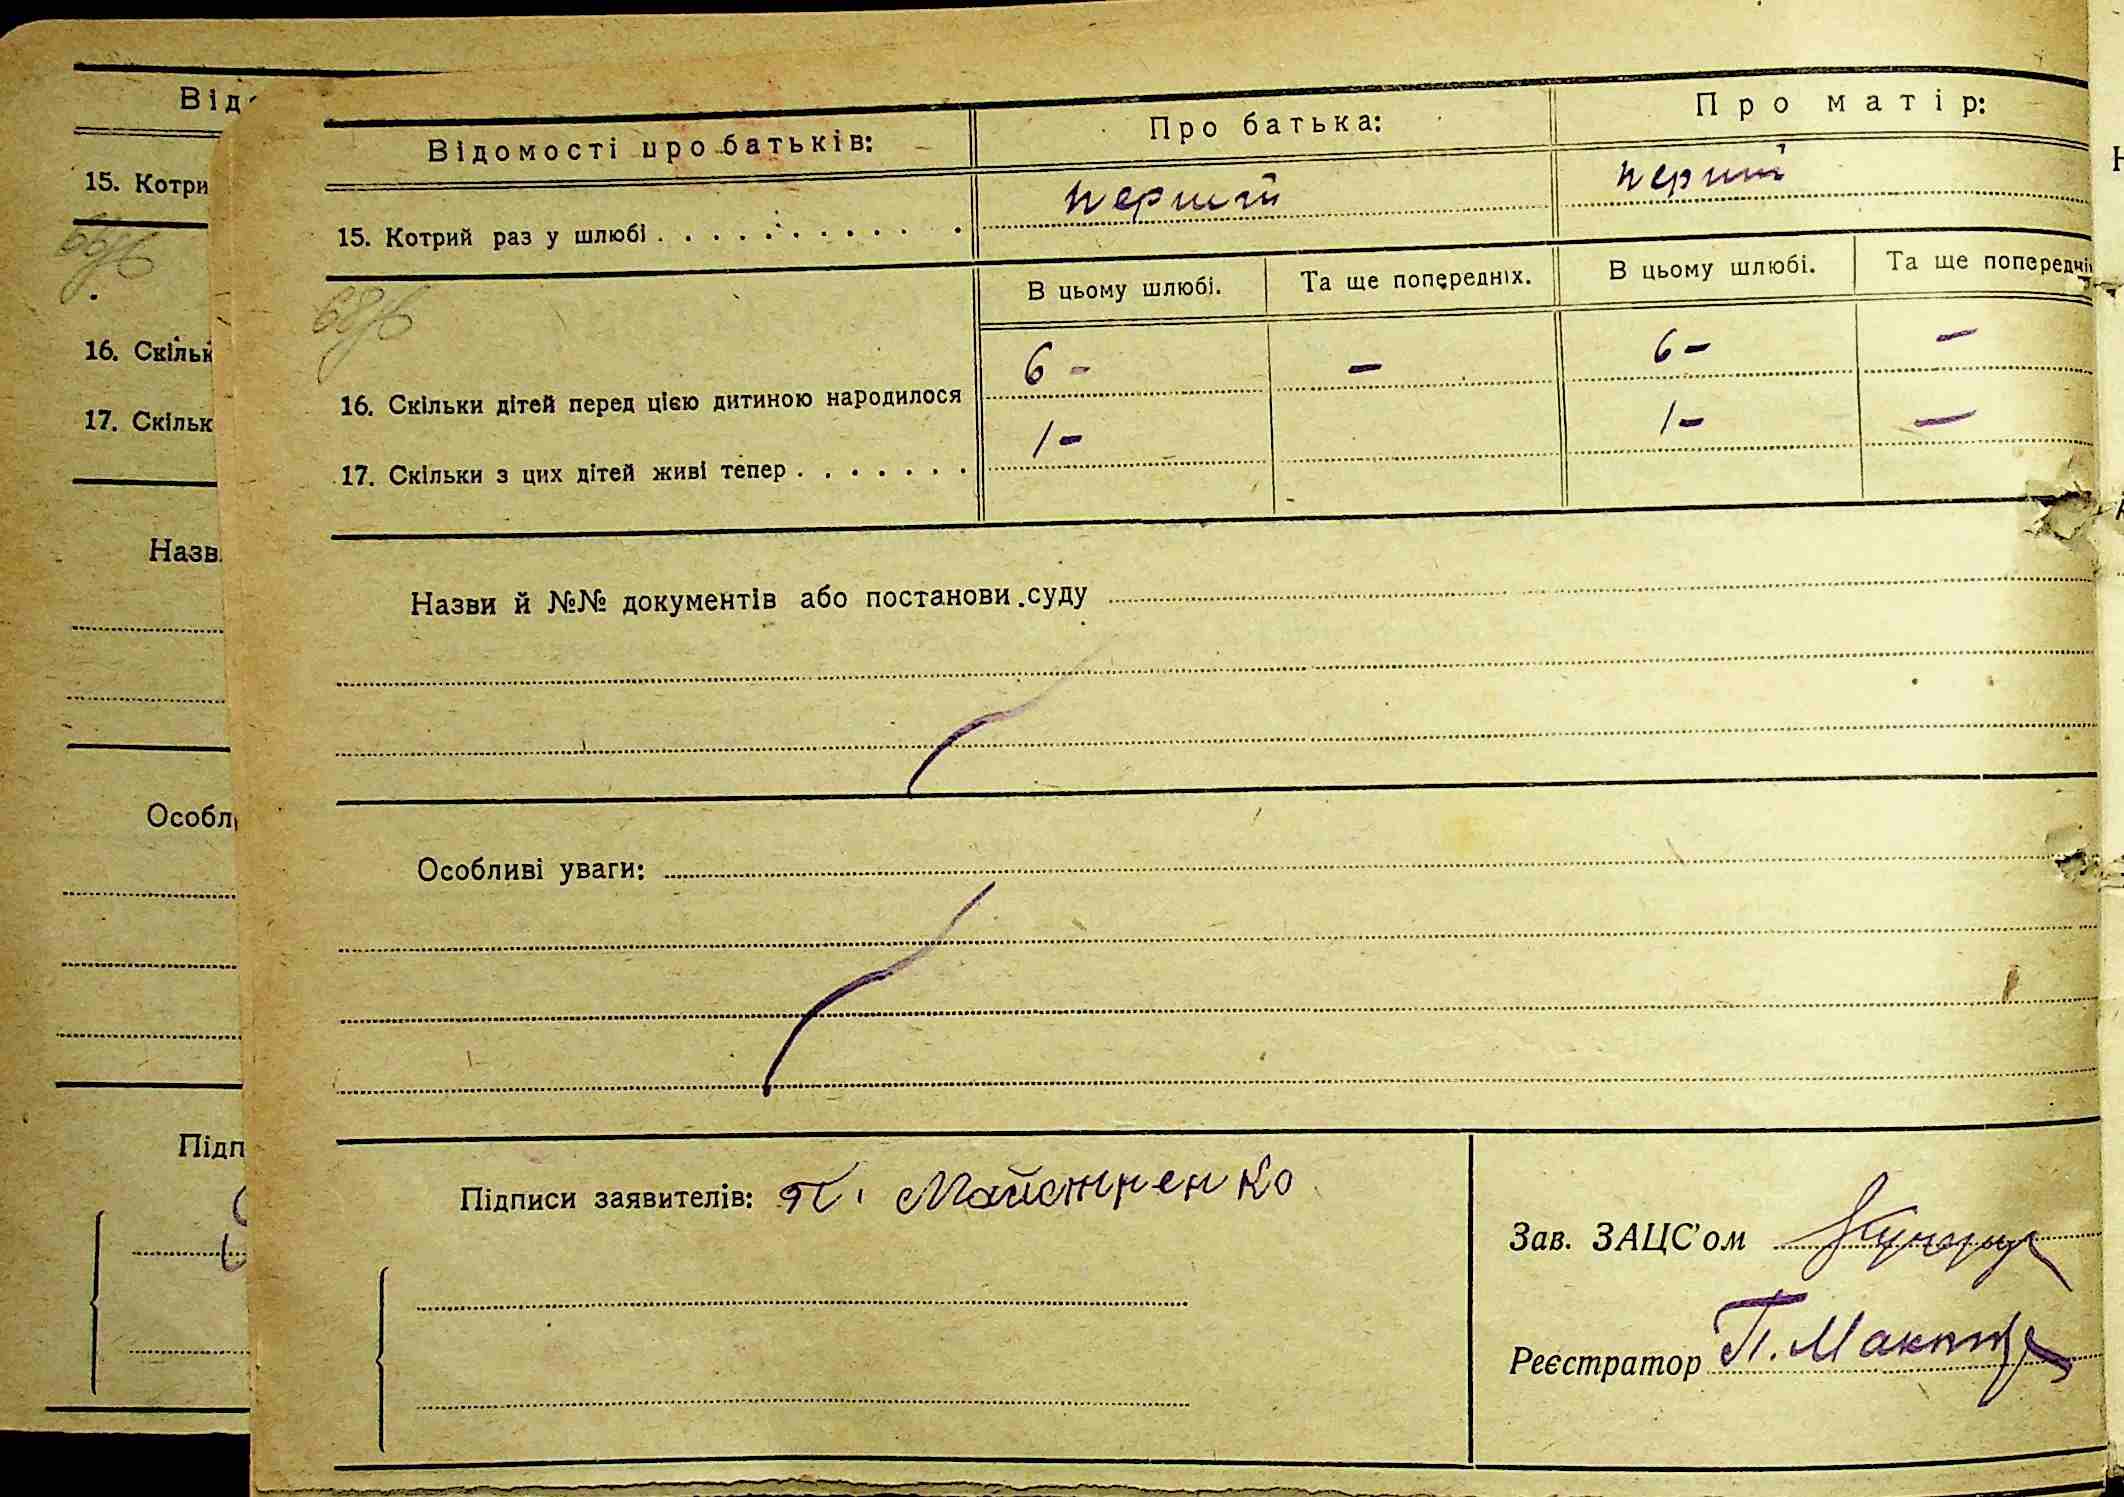 Від
15. Котри
16. Скільк
17. Скільк
Назв
Особл
Підп
Відомості про батьків:
Про батька:
Про матір:
15. Котрий раз у шлюбі . . . . . . . . . . . .
перший
перший
В цьому шлюбі.
Та ще попередніх.
В цьому шлюбі.
Та ще попередні
16. Скільки дітей перед цією дитиною народилося
6 -
-
6 -
-
17. Скільки з цих дітей живі тепер . . . . . . .
1 -
1 -
-
Назви й №№ документів або постанови суду
Особливі уваги:
Підписи заявителів: П. Майстренко
Зав. ЗАЦС'ом
Реєстратор П.